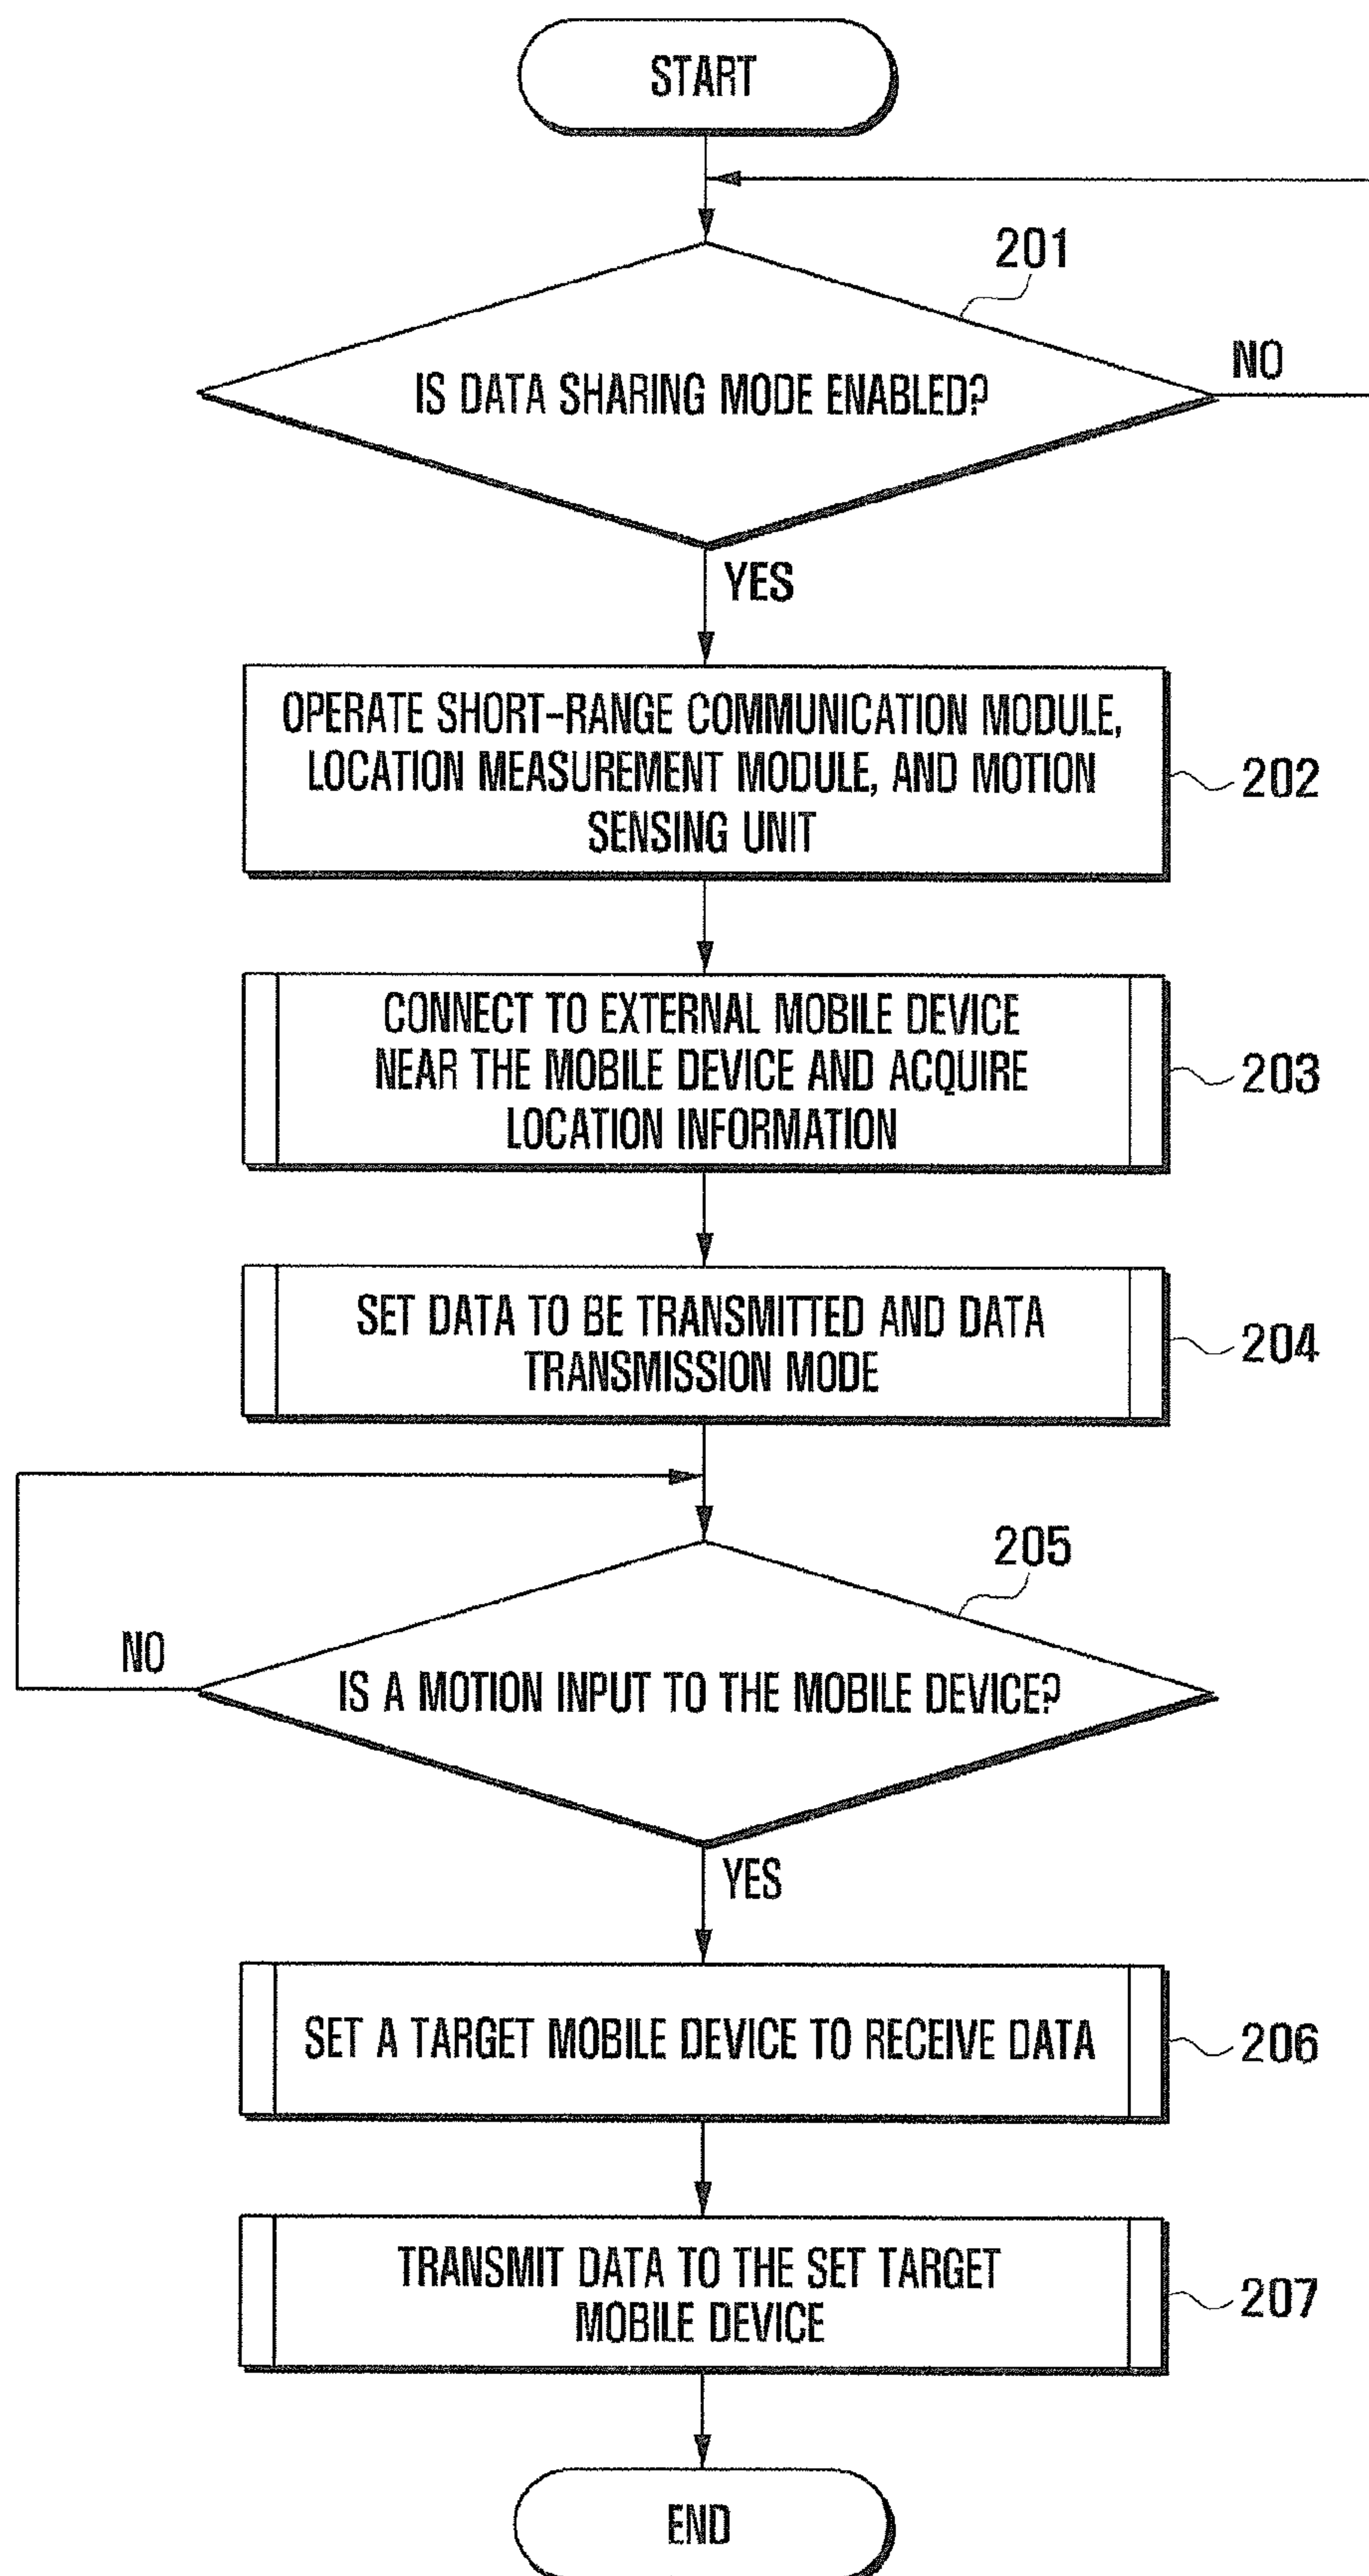 START
201
IS DATA SHARING MODE ENABLED?
NO
YES
OPERATE SHORT-RANGE COMMUNICATION MODULE,
LOCATION MEASUREMENT MODULE, AND MOTION
SENSING UNIT
202
CONNECT TO EXTERNAL MOBILE DEVICE
NEAR THE MOBILE DEVICE AND ACQUIRE
LOCATION INFORMATION
203
SET DATA TO BE TRANSMITTED AND DATA
TRANSMISSION MODE
204
205
NO
IS A MOTION INPUT TO THE MOBILE DEVICE?
YES
SET A TARGET MOBILE DEVICE TO RECEIVE DATA
206
TRANSMIT DATA TO THE SET TARGET
MOBILE DEVICE
207
END